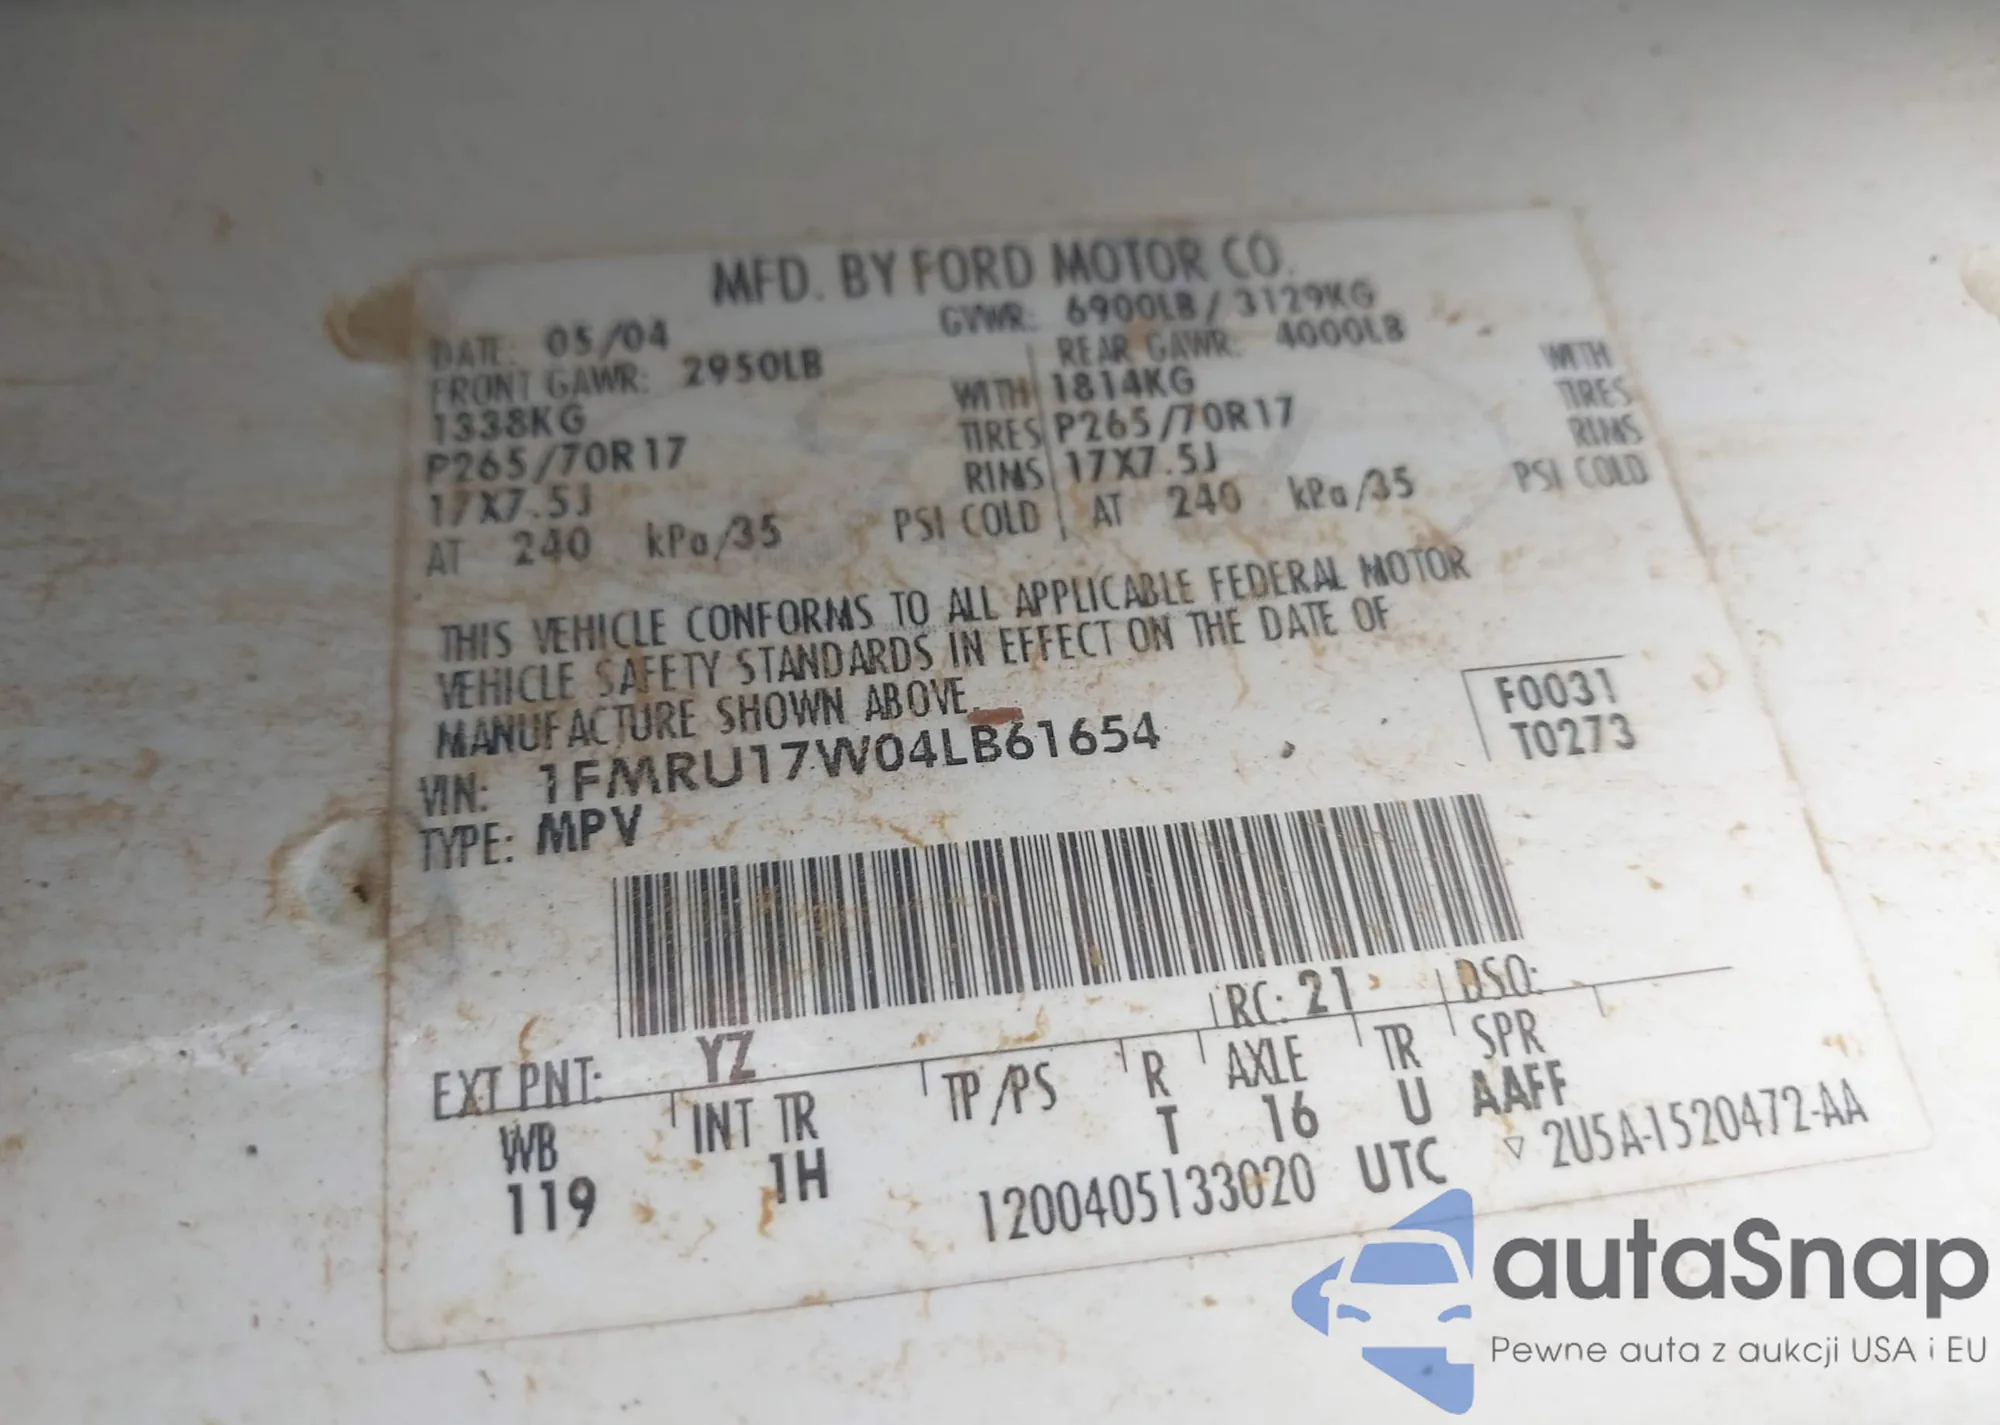 MFD. BY FORD MOTOR CO.
DATE: 05/04 GVWR: 6900LB / 3129KG
FRONT GAWR: 2950LB REAR GAWR: 4000LB
1338KG WITH 1814KG WITH
P265/70R17 TIRES P265/70R17 TIRES
17X7.5J RIMS 17X7.5J RIMS
AT 240 kPa/35 PSI COLD AT 240 kPa/35 PSI COLD
THIS VEHICLE CONFORMS TO ALL APPLICABLE FEDERAL MOTOR
VEHICLE SAFETY STANDARDS IN EFFECT ON THE DATE OF
MANUFACTURE SHOWN ABOVE.
VIN: 1FMRU17W04LB61654
TYPE: MPV
F0031
T0273
EXT PNT: YZ RC: 21 DSO:
WB INT TR TP/PS R AXLE TR SPR
119 1H T 16 U AAFF
1200405133020 UTC ▽ 2U5A-1520472-AA
autaSnap
Pewne auta z aukcji USA i EU